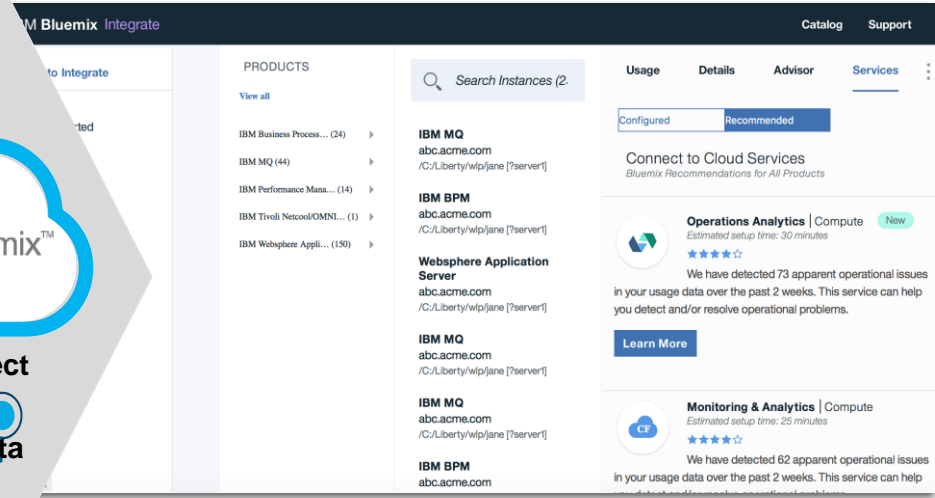 M Bluemix Integrate
Catalog Support
to Integrate
rted
mix™
ect
ta
PRODUCTS
View all
IBM Business Process… (24)
IBM MQ (44)
IBM Performance Mana… (14)
IBM Tivoli Netcool/OMNI… (1)
IBM Websphere Appli… (150)
Search Instances (2
IBM MQ
abc.acme.com
/C:/Liberty/wlp/jane [?server1]
IBM BPM
abc.acme.com
/C:/Liberty/wlp/jane [?server1]
Websphere Application
Server
abc.acme.com
/C:/Liberty/wlp/jane [?server1]
IBM MQ
abc.acme.com
/C:/Liberty/wlp/jane [?server1]
IBM MQ
abc.acme.com
/C:/Liberty/wlp/jane [?server1]
IBM BPM
abc.acme.com
Usage Details Advisor Services
Configured Recommended
Connect to Cloud Services
Bluemix Recommendations for All Products
Operations Analytics | Compute New
Estimated setup time: 30 minutes
We have detected 73 apparent operational issues
in your usage data over the past 2 weeks. This service can help
you detect and/or resolve operational problems.
Learn More
CF
Monitoring & Analytics | Compute
Estimated setup time: 25 minutes
We have detected 62 apparent operational issues
in your usage data over the past 2 weeks. This service can help
you detect and/or resolve operational problems.